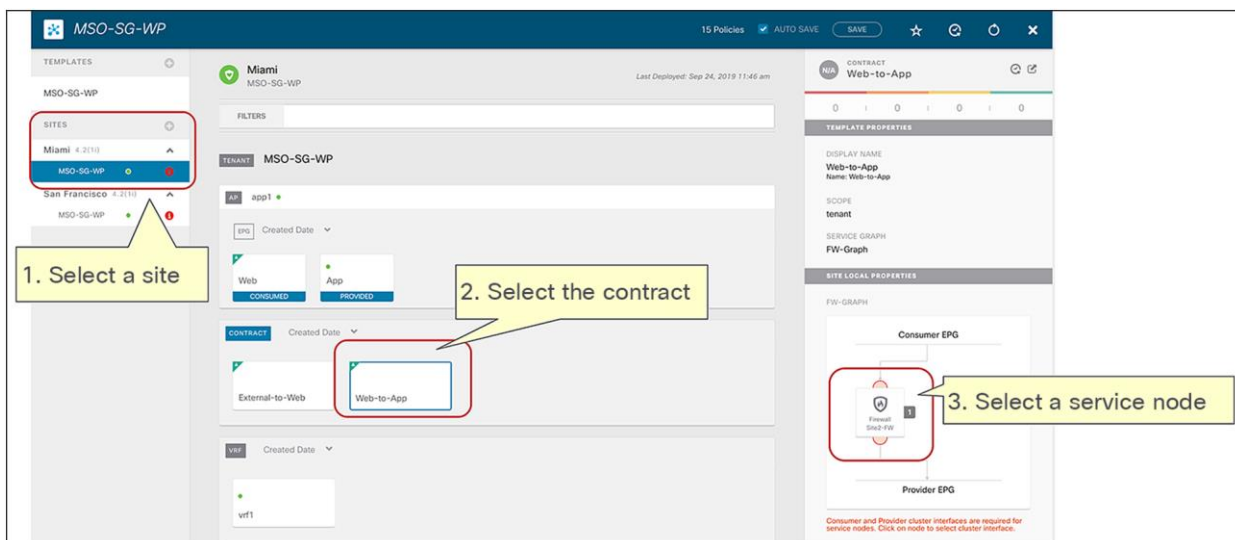 MSO-SG-WP
15 Policies
AUTO SAVE
SAVE
TEMPLATES
MSO-SG-WP
SITES
Miami 4.2(1i)
MSO-SG-WP
San Francisco 4.2(1i)
MSO-SG-WP
1. Select a site
Miami
MSO-SG-WP
Last Deployed: Sep 24, 2019 11:46 am
FILTERS
TENANT MSO-SG-WP
AP app1
EPG Created Date
Web
CONSUMED
App
PROVIDED
2. Select the contract
CONTRACT Created Date
External-to-Web
Web-to-App
VRF Created Date
vrf1
N/A
CONTRACT
Web-to-App
0 0 0 0
TEMPLATE PROPERTIES
DISPLAY NAME
Web-to-App
Name: Web-to-App
SCOPE
tenant
SERVICE GRAPH
FW-Graph
SITE LOCAL PROPERTIES
FW-GRAPH
Consumer EPG
Firewall
Site2-FW
1
3. Select a service node
Provider EPG
Consumer and Provider cluster interfaces are required for
service nodes. Click on node to select cluster interface.